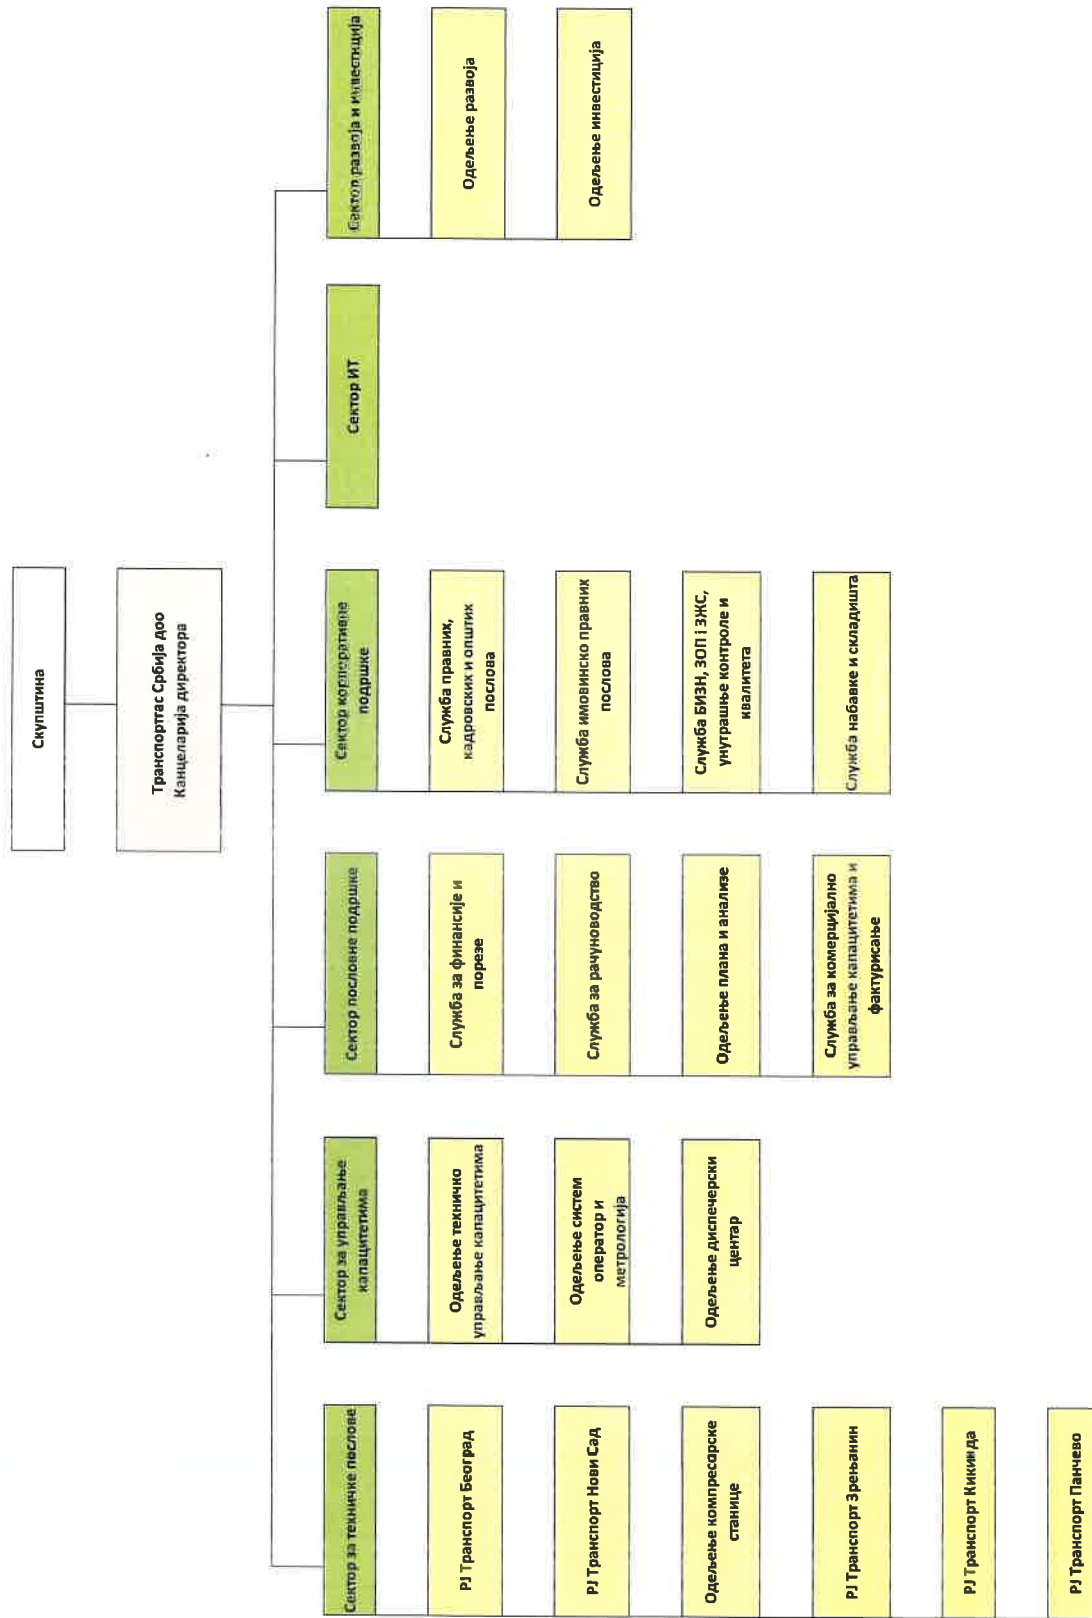 Скупштина
Транспортгас Србија доо
Канцеларија директора
Сектор за техничке послове
РЈ Транспорт Београд
РЈ Транспорт Нови Сад
Одељење компресорске
станице
РЈ Транспорт Зрењанин
РЈ Транспорт Кикинда
РЈ Транспорт Панчево
Сектор за управљање
капацитетима
Одељење техничко
управљање капацитетима
Одељење систем
оператор и
метрологија
Одељење диспечерски
центар
Сектор пословне подршке
Служба за финансије и
порезе
Служба за рачуноводство
Одељење плана и анализе
Служба за комерцијално
управљање капацитетима и
фактурисање
Сектор корпоративне
подршке
Служба правних,
кадровских и општих
послова
Служба имовинско правних
послова
Служба БИЗН, ЗОП i ЗЖС,
унутрашње контроле и
квалитета
Служба набавке и складишта
Сектор ИТ
Сектор развоја и инвестиција
Одељење развоја
Одељење инвестиција